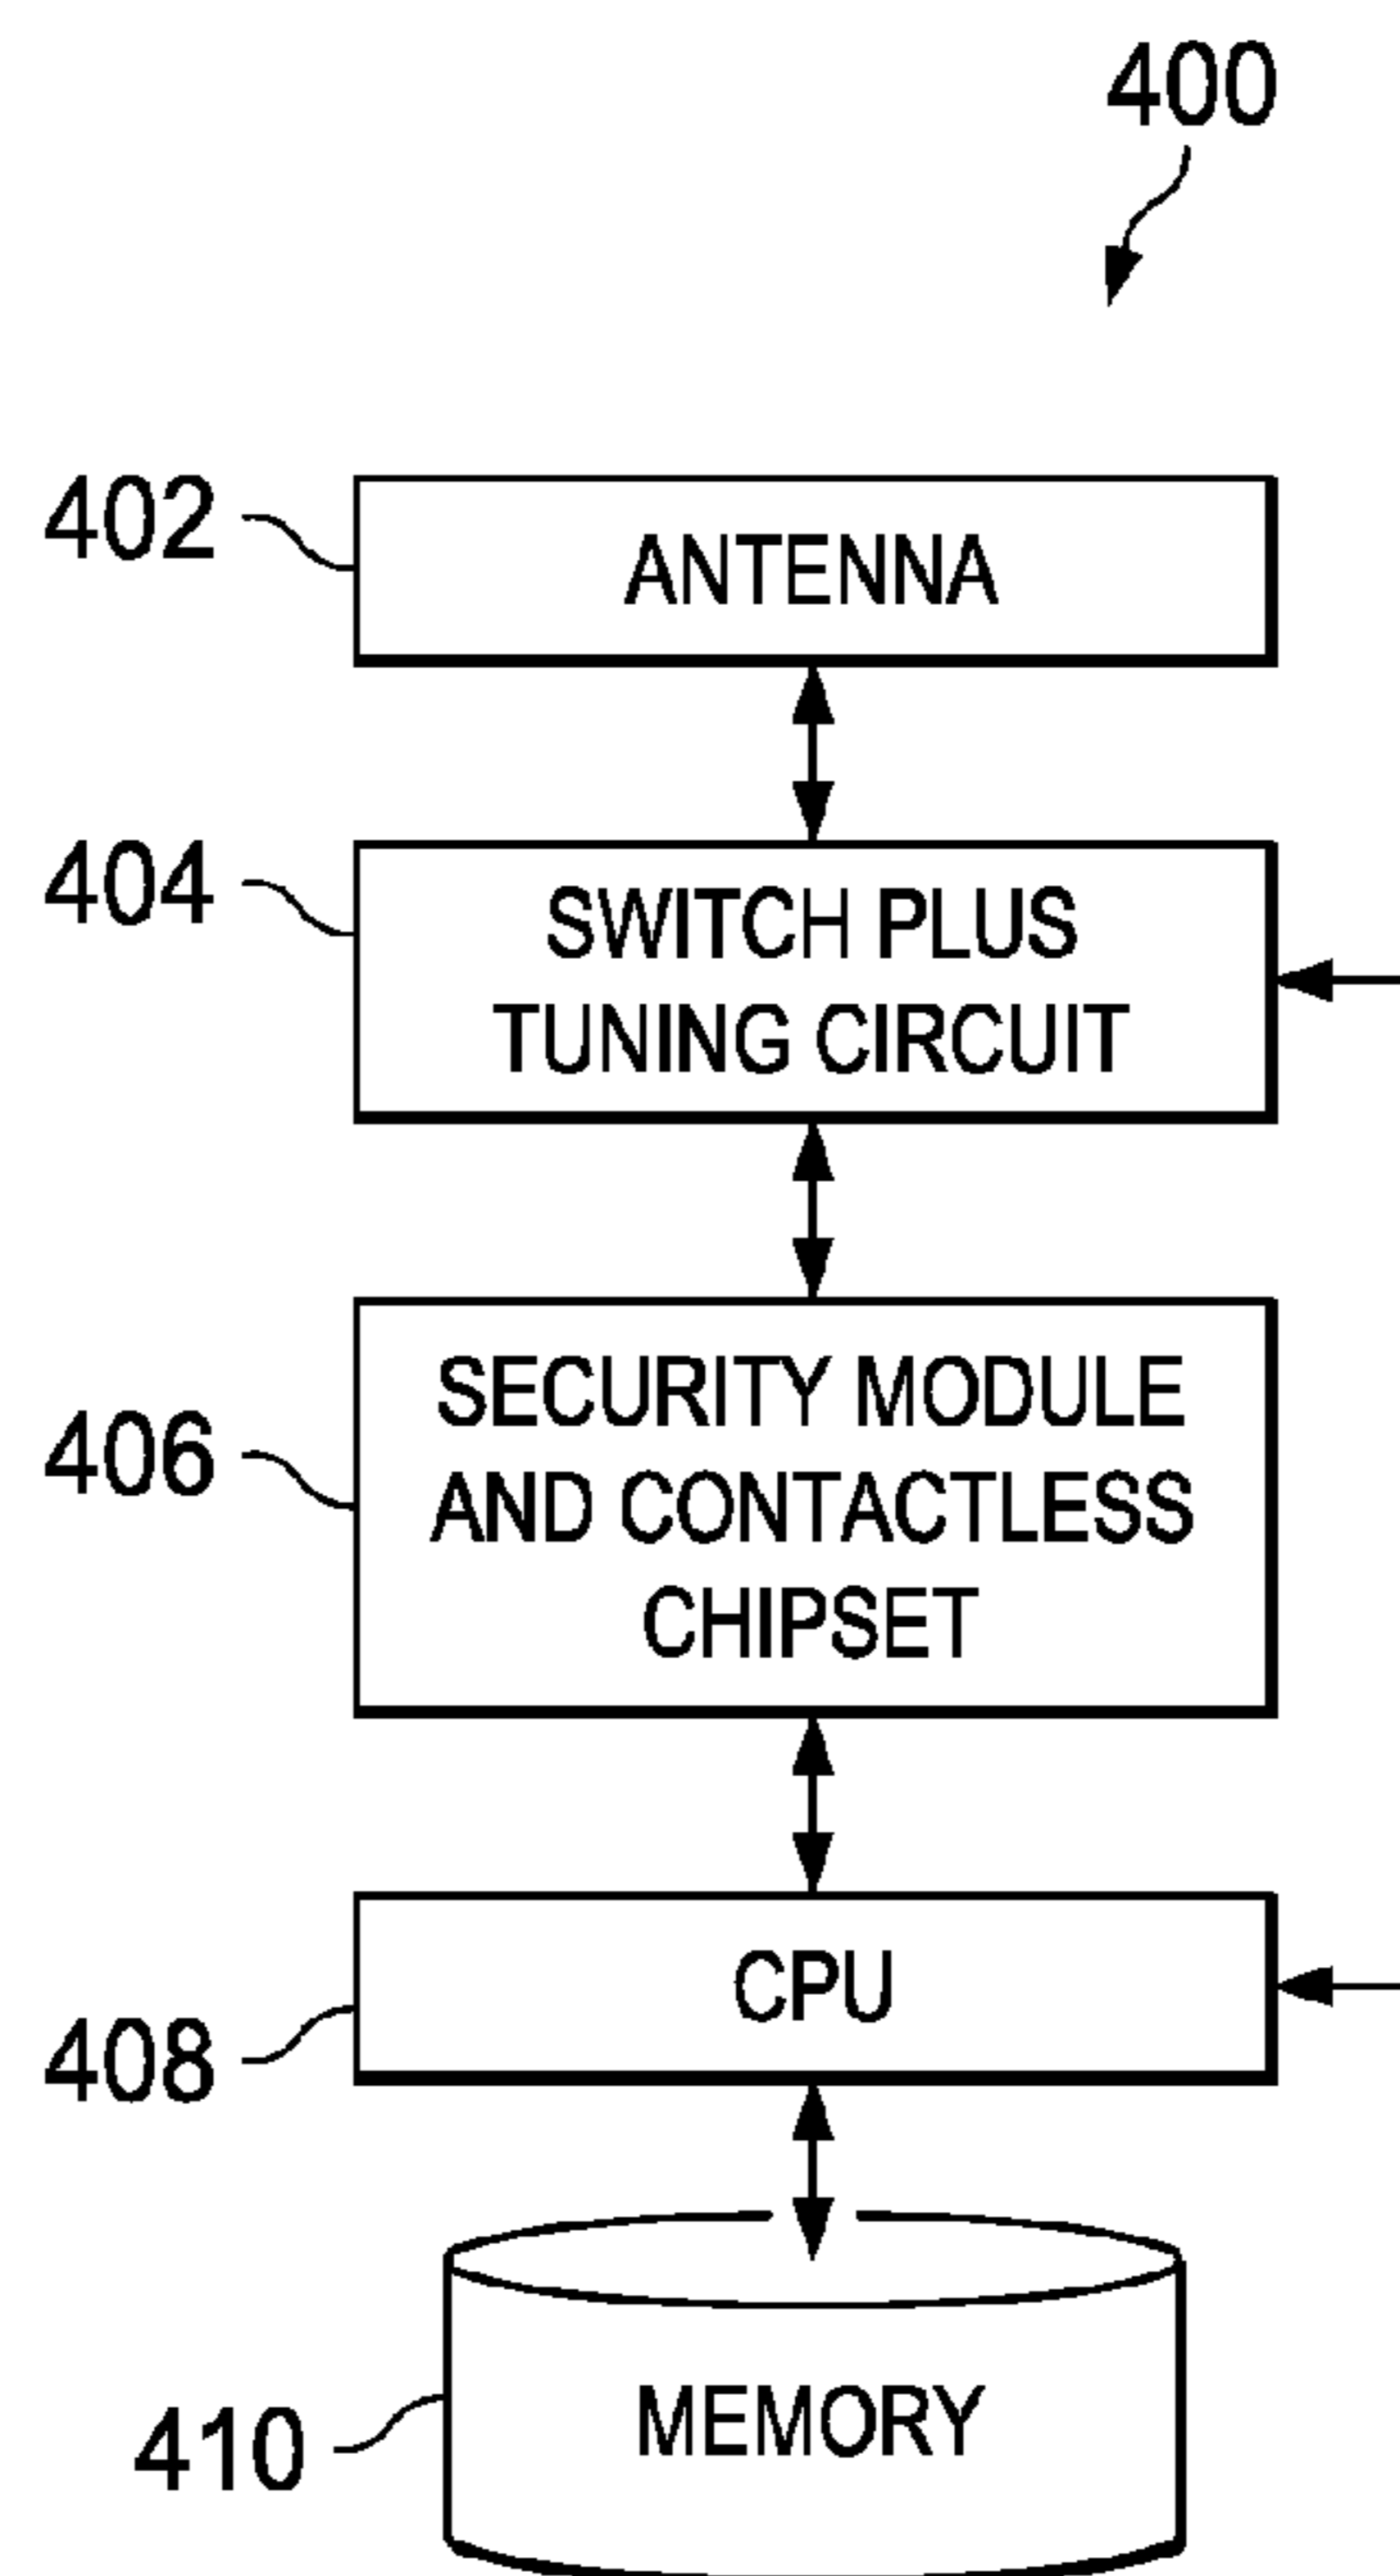 400
402
ANTENNA
404
SWITCH PLUS
TUNING CIRCUIT
406
SECURITY MODULE
AND CONTACTLESS
CHIPSET
CPU
408
MEMORY
410